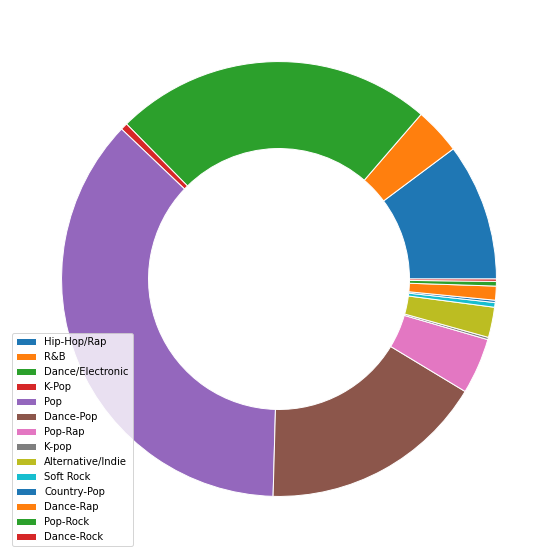 Hip-Hop/Rap
R&B
Dance/Electronic
K-Pop
Pop
Dance-Pop
Pop-Rap
K-pop
Alternative/Indie
Soft Rock
Country-Pop
Dance-Rap
Pop-Rock
Dance-Rock